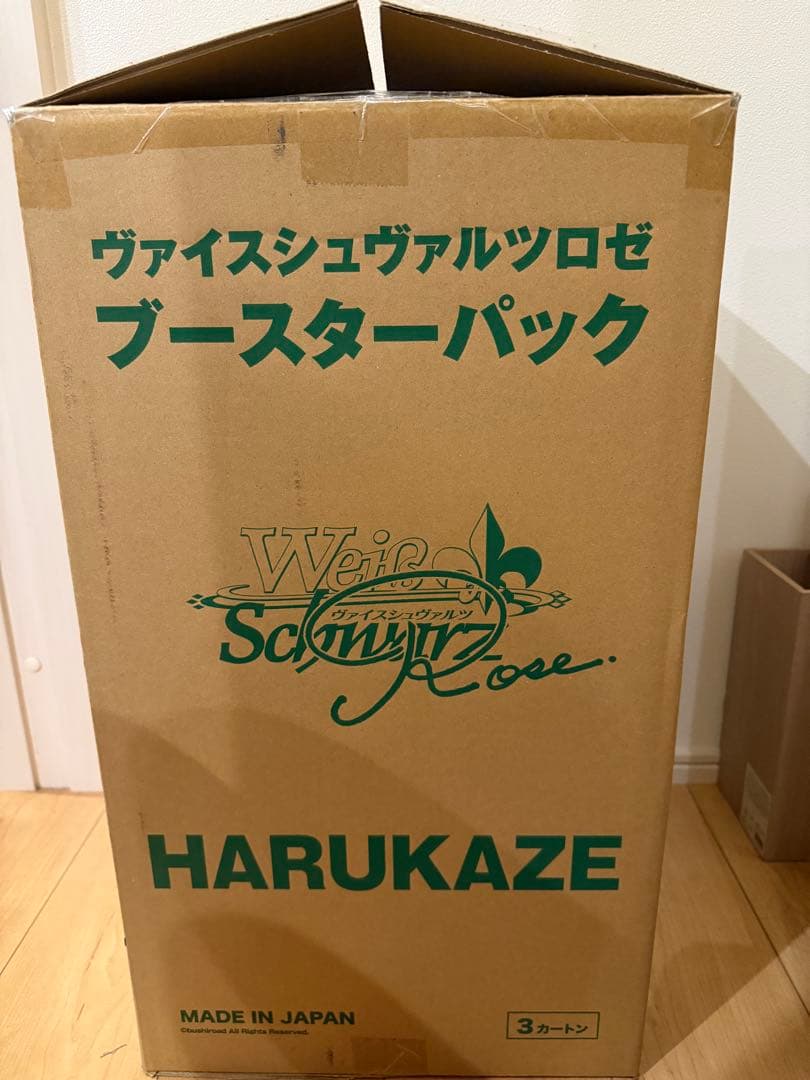 ヴァイスシュヴァルツロゼ
ブースターパック
Weiß
ヴァイスシュヴァルツ
Schwarz
Rose.
HARUKAZE
MADE IN JAPAN
©bushiroad All Rights Reserved.
3カートン